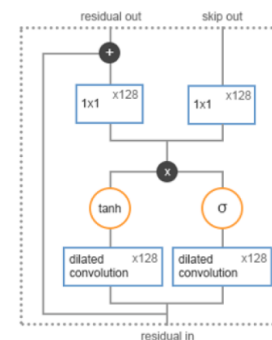 residual out
skip out
+
1x1 x128
1x1 x128
x
tanh
σ
dilated x128
convolution
dilated x128
convolution
residual in